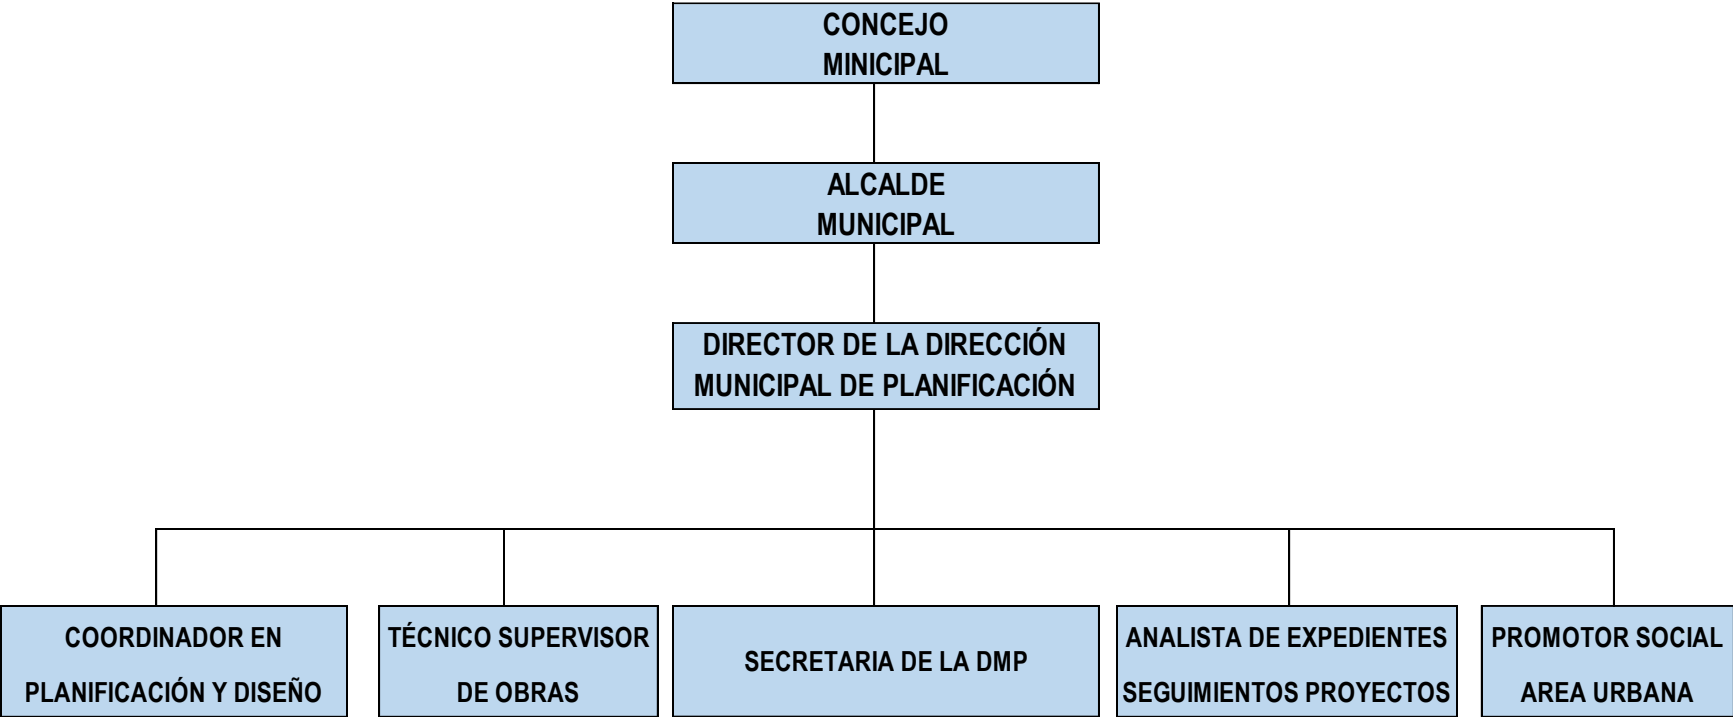 CONCEJO
MINICIPAL
ALCALDE
MUNICIPAL
DIRECTOR DE LA DIRECCIÓN
MUNICIPAL DE PLANIFICACIÓN
COORDINADOR EN
PLANIFICACIÓN Y DISEÑO
TÉCNICO SUPERVISOR
DE OBRAS
SECRETARIA DE LA DMP
ANALISTA DE EXPEDIENTES
SEGUIMIENTOS PROYECTOS
PROMOTOR SOCIAL
AREA URBANA